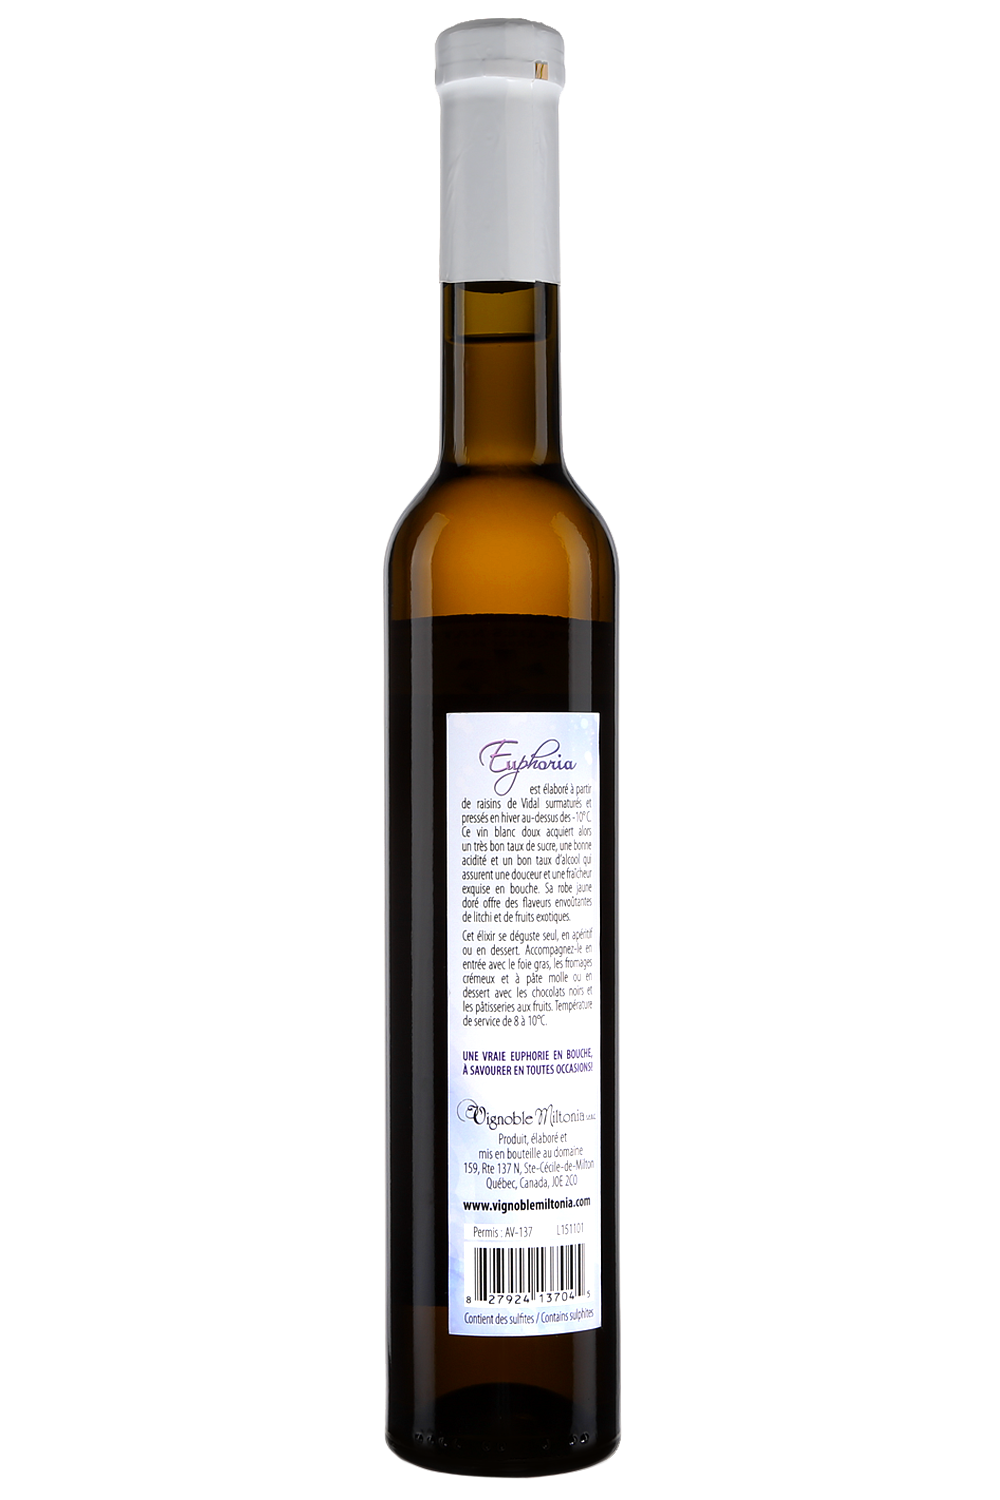 Euphoria
est élaboré à partir
de raisins de Vidal surmaturés et
pressés en hiver au-dessus des -10° C.
Ce vin blanc doux acquiert alors
un très bon taux de sucre, une bonne
acidité et un bon taux d'alcool qui
assurent une douceur et une fraîcheur
exquise en bouche. Sa robe jaune
doré offre des flaveurs envoûtantes
de litchi et de fruits exotiques.
Cet élixir se déguste seul, en apéritif
ou en dessert. Accompagnez-le en
entrée avec le foie gras, les fromages
crémeux et à pâte molle ou en
dessert avec les chocolats noirs et
les pâtisseries aux fruits. Température
de service de 8 à 10°C.
UNE VRAIE EUPHORIE EN BOUCHE,
À SAVOURER EN TOUTES OCCASIONS!
Vignoble Miltonia
Produit, élaboré et
mis en bouteille au domaine
159, Rte 137 N, Ste-Cécile-de-Milton
Québec, Canada, J0E 2C0
www.vignoblemiltonia.com
Permis : AV-137 L151101
8 27924 13704 5
Contient des sulfites / Contains sulphites